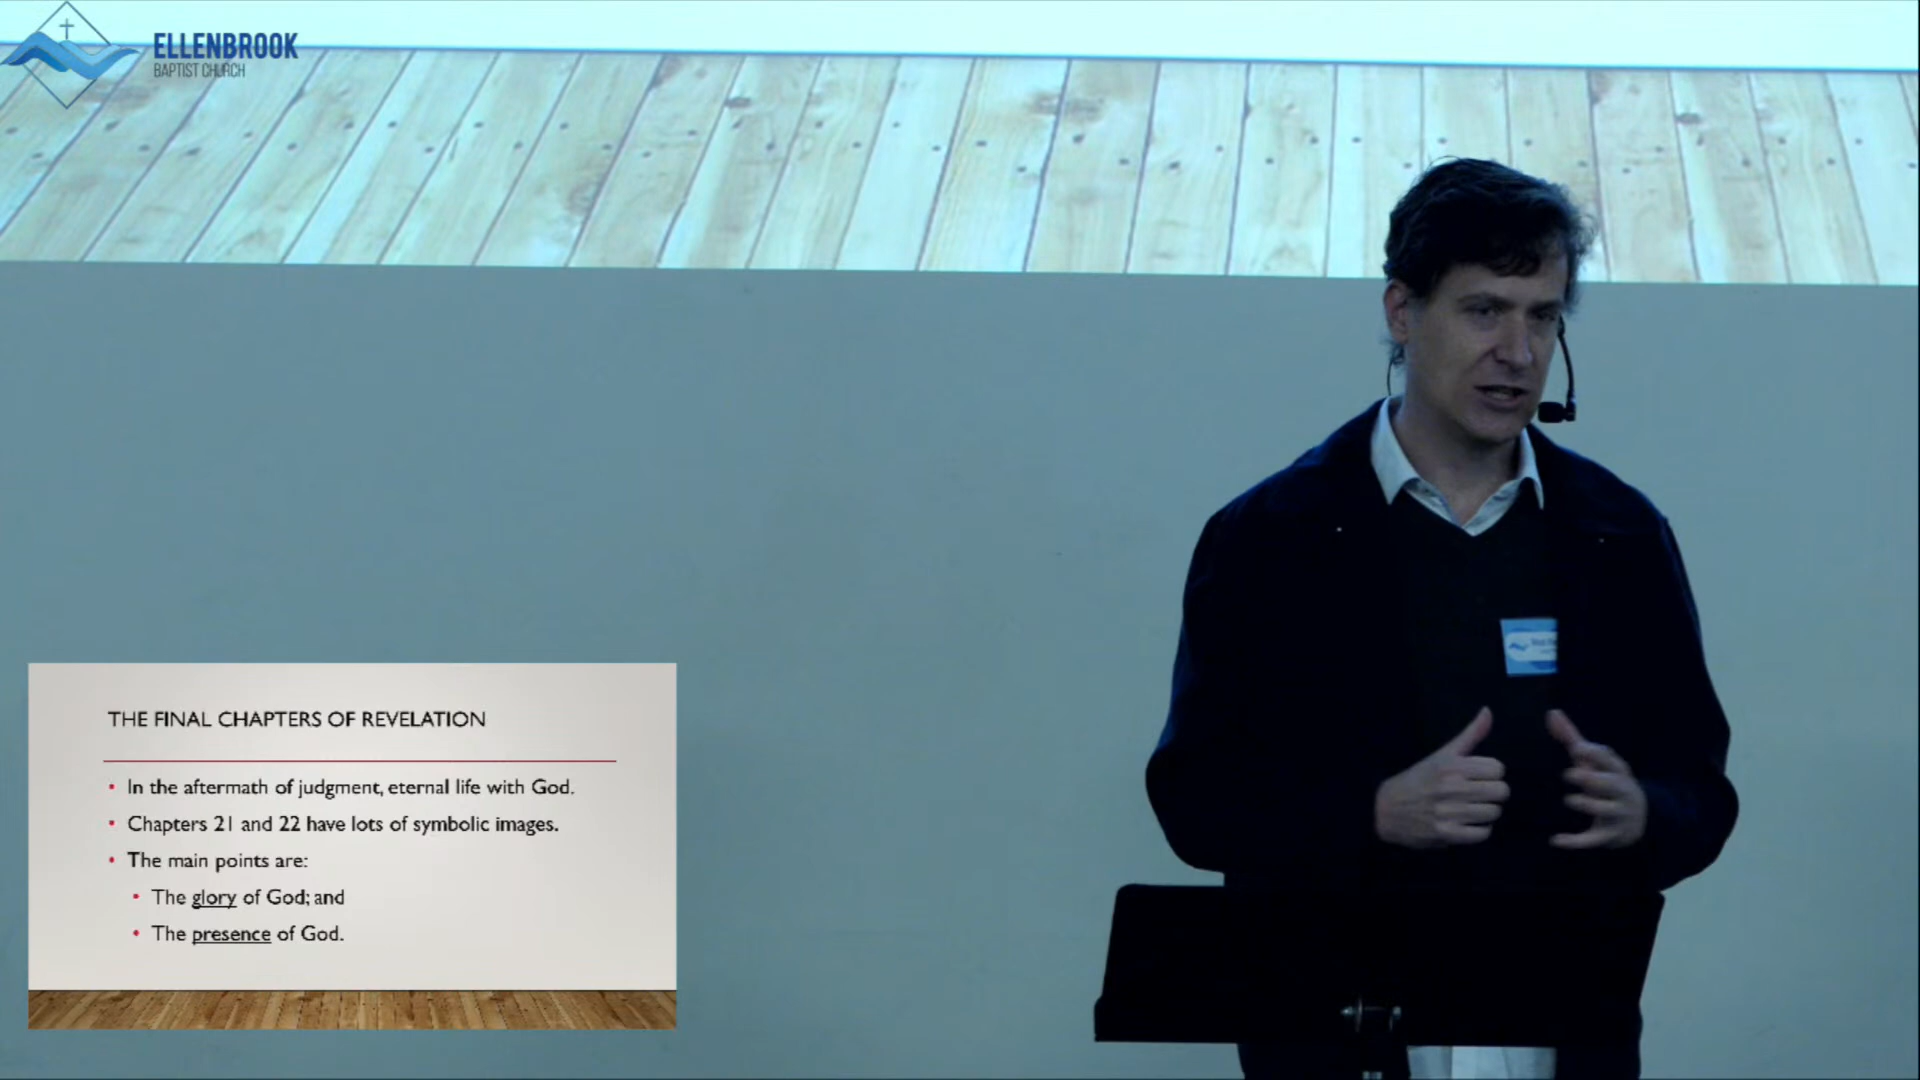 ELLENBROOK
BAPTIST CHURCH
THE FINAL CHAPTERS OF REVELATION
• In the aftermath of judgment, eternal life with God.
• Chapters 21 and 22 have lots of symbolic images.
• The main points are:
• The glory of God; and
• The presence of God.